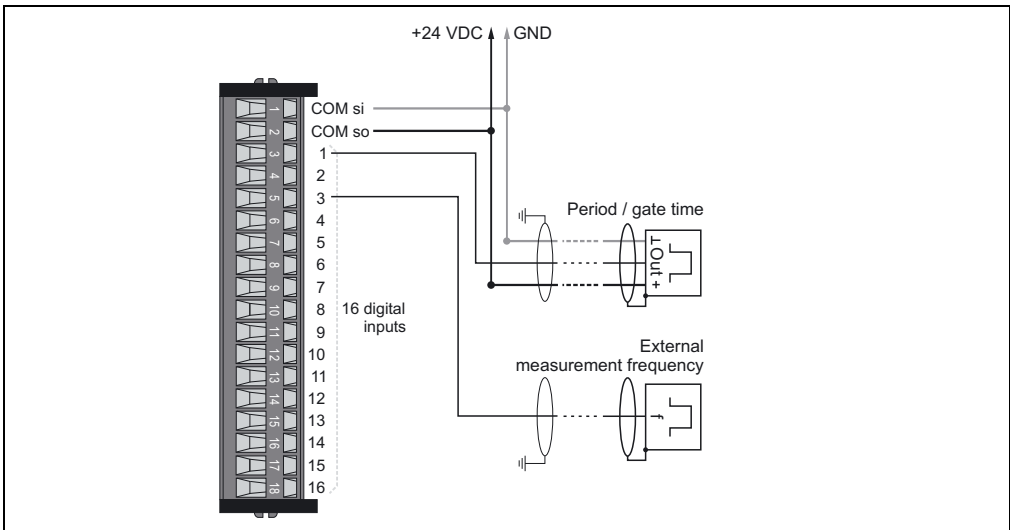 +24 VDC GND
1 COM si
2 COM so
3 1
4 2
5 3
6 4
7 5
8 6
9 7
10 8
11 9
12 10
13 11
14 12
15 13
16 14
17 15
18 16
16 digital
inputs
Period / gate time
⊥ Out +
External
measurement frequency
f